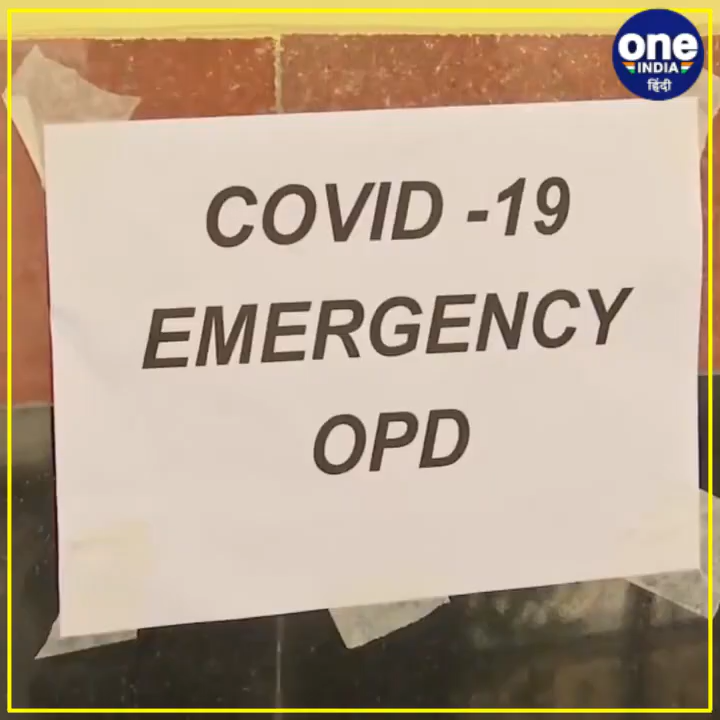 one
INDIA
हिंदी
COVID -19
EMERGENCY
OPD